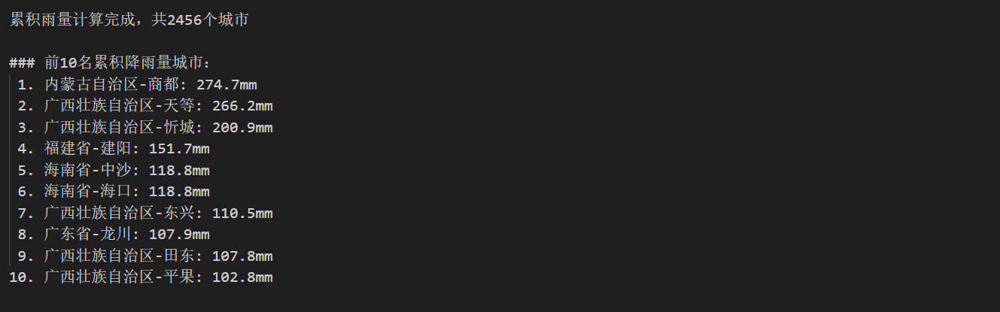 累积雨量计算完成，共2456个城市
### 前10名累积降雨量城市：
1. 内蒙古自治区-商都: 274.7mm
2. 广西壮族自治区-天等: 266.2mm
3. 广西壮族自治区-忻城: 200.9mm
4. 福建省-建阳: 151.7mm
5. 海南省-中沙: 118.8mm
6. 海南省-海口: 118.8mm
7. 广西壮族自治区-东兴: 110.5mm
8. 广东省-龙川: 107.9mm
9. 广西壮族自治区-田东: 107.8mm
10. 广西壮族自治区-平果: 102.8mm